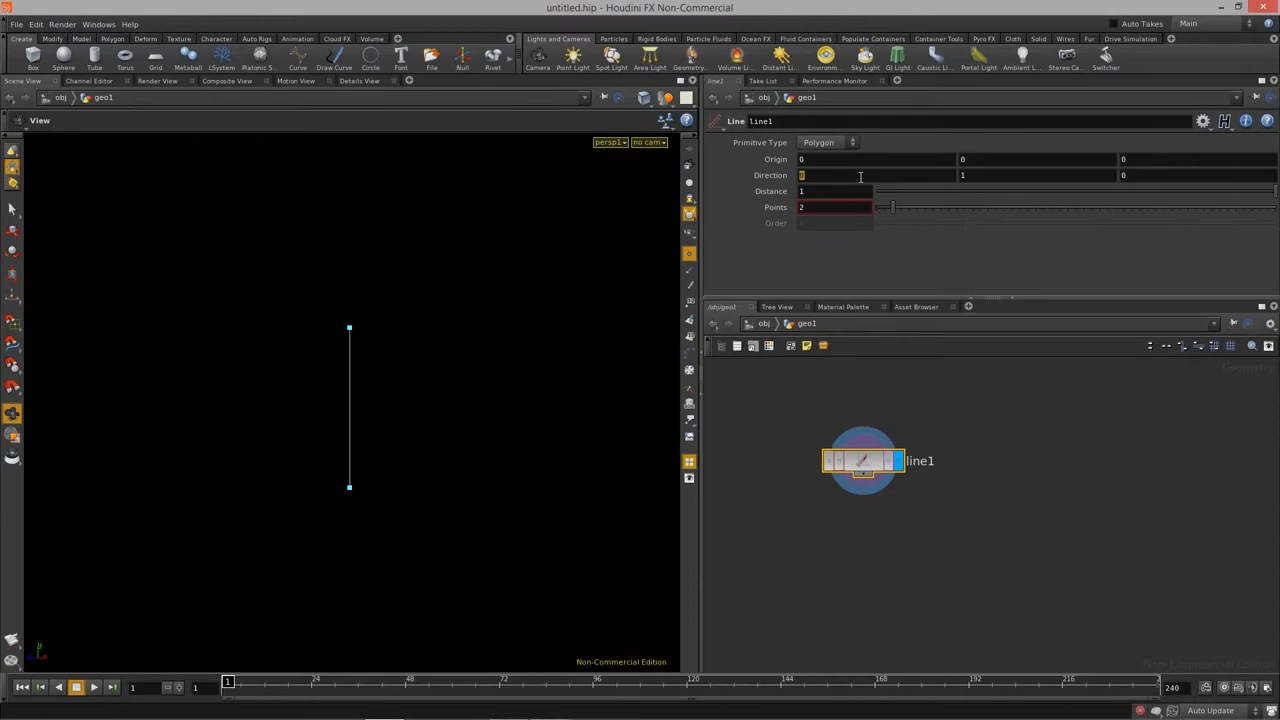 untitled.hip - Houdini FX Non-Commercial
File Edit Render Windows Help
Auto Takes Main
Create Modify Model Polygon Deform Texture Character Auto Rigs Animation Cloud FX Volume
Lights and Cameras Particles Rigid Bodies Particle Fluids Ocean FX Fluid Containers Populate Containers Container Tools Pyro FX Cloth Solid Wires Fur Drive Simulation
Box Sphere Tube Torus Grid Metaball LSystem Platonic S... Curve Draw Curve Circle Font File Null Rivet
Camera Point Light Spot Light Area Light Geometry... Volume Li... Distant Li... Environ... Sky Light GI Light Caustic Li... Portal Light Ambient L... Stereo Ca... Switcher
Scene View Channel Editor Render View Composite View Motion View Details View
line1 Take List Performance Monitor
obj geo1
obj geo1
View
persp1 no cam
Line line1
Primitive Type Polygon
Origin 0 0 0
Direction 0 1 0
Distance 1
Points 2
Order 4
/obj/geo1 Tree View Material Palette Asset Browser
obj geo1
Geometry
line1
y
x
Non-Commercial Edition
Non-Commercial Edition
1 1 1 24 48 72 96 120 144 168 192 216 2 240
Auto Update